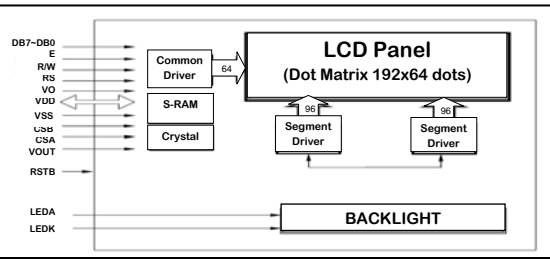 DB7~DB0
E
R/W
RS
VO
VDD
VSS
CSB
CSA
VOUT
RSTB
LEDA
LEDK
Common
Driver
S-RAM
Crystal
64
LCD Panel
(Dot Matrix 192x64 dots)
96
96
Segment
Driver
Segment
Driver
BACKLIGHT